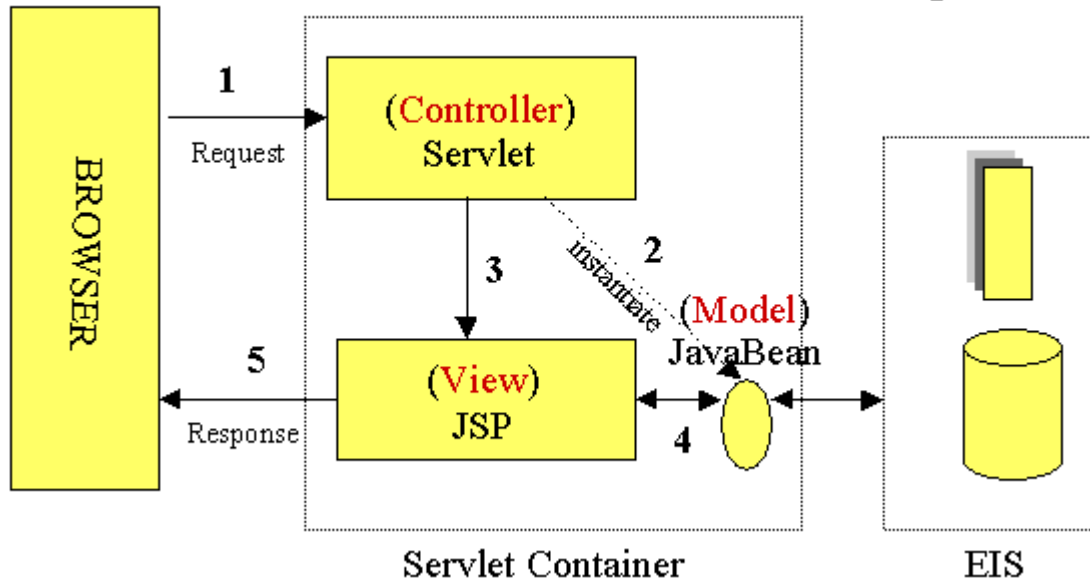 BROWSER
1
Request
(Controller)
Servlet
2
instantiate
3
(Model)
JavaBean
5
Response
(View)
JSP
4
Servlet Container
EIS